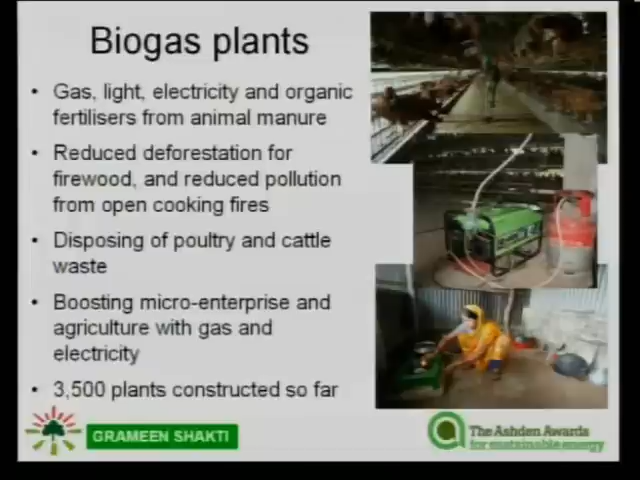 Biogas plants
• Gas, light, electricity and organic
fertilisers from animal manure
• Reduced deforestation for
firewood, and reduced pollution
from open cooking fires
• Disposing of poultry and cattle
waste
• Boosting micro-enterprise and
agriculture with gas and
electricity
• 3,500 plants constructed so far
GRAMEEN SHAKTI
The Ashden Awards
for sustainable energy